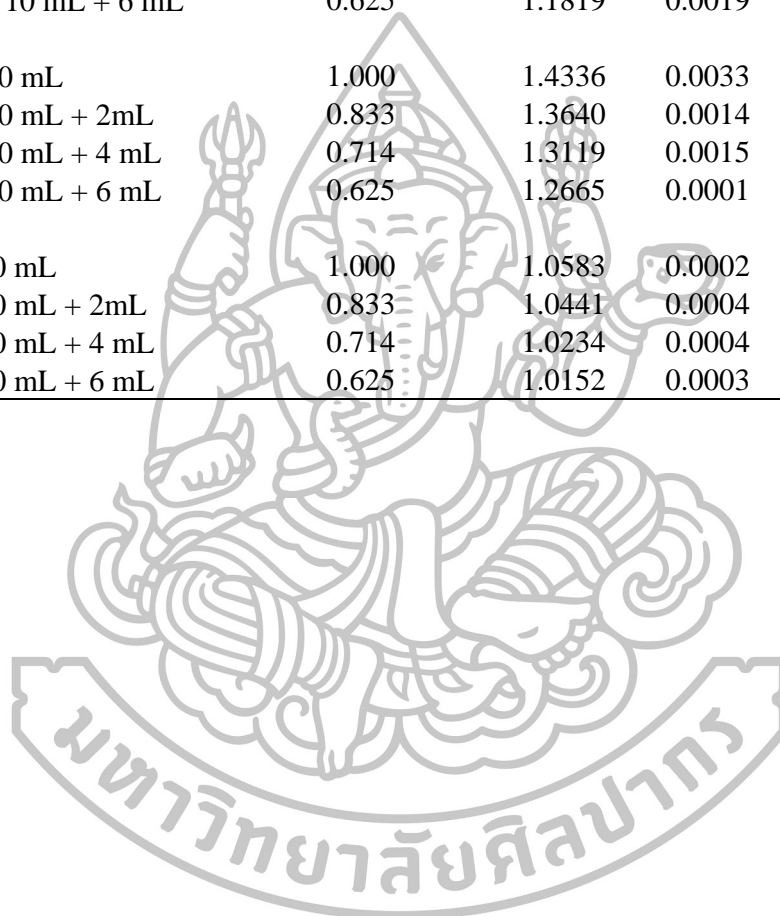 10 mL + 6 mL 0.625 1.1819 0.0019
0 mL 1.000 1.4336 0.0033
0 mL + 2mL 0.833 1.3640 0.0014
0 mL + 4 mL 0.714 1.3119 0.0015
0 mL + 6 mL 0.625 1.2665 0.0001
0 mL 1.000 1.0583 0.0002
0 mL + 2mL 0.833 1.0441 0.0004
0 mL + 4 mL 0.714 1.0234 0.0004
0 mL + 6 mL 0.625 1.0152 0.0003
มหาวิทยาลัยศิลปากร